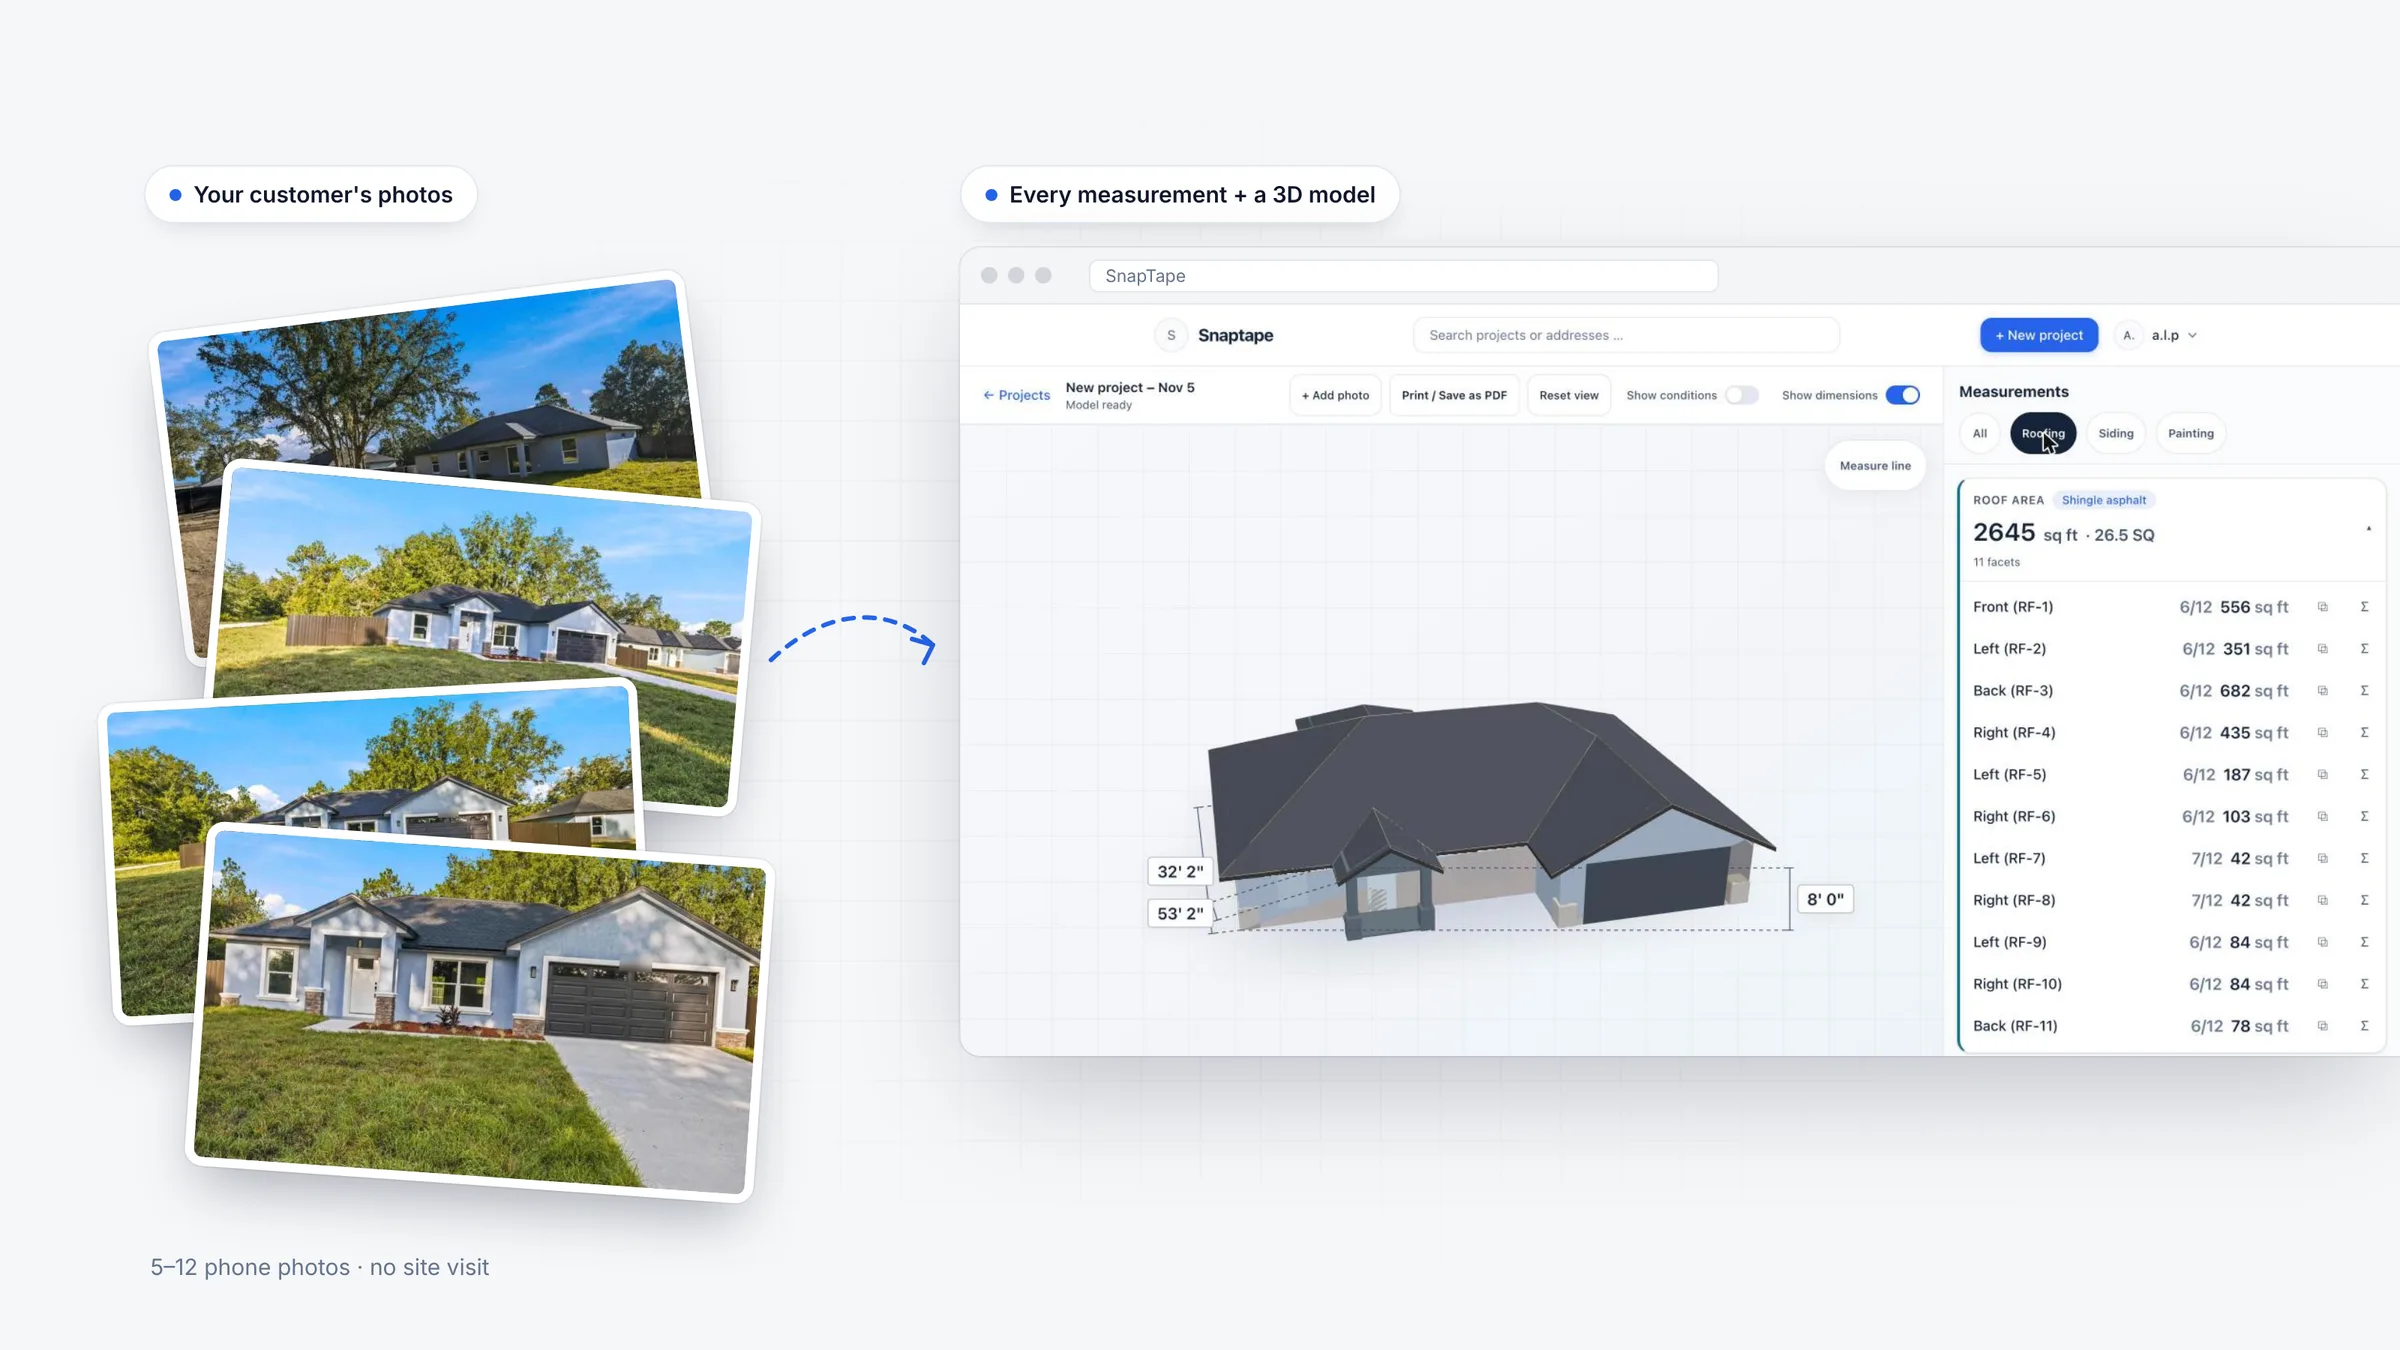 Your customer's photos
Every measurement + a 3D model
SnapTape
S Snaptape
Search projects or addresses ...
+ New project
A. a.l.p
← Projects
New project – Nov 5
Model ready
+ Add photo
Print / Save as PDF
Reset view
Show conditions
Show dimensions
Measure line
32' 2"
53' 2"
8' 0"
Measurements
All
Roofing
Siding
Painting
ROOF AREA Shingle asphalt
2645 sq ft · 26.5 SQ
11 facets
Front (RF-1) 6/12 556 sq ft Σ
Left (RF-2) 6/12 351 sq ft Σ
Back (RF-3) 6/12 682 sq ft Σ
Right (RF-4) 6/12 435 sq ft Σ
Left (RF-5) 6/12 187 sq ft Σ
Right (RF-6) 6/12 103 sq ft Σ
Left (RF-7) 7/12 42 sq ft Σ
Right (RF-8) 7/12 42 sq ft Σ
Left (RF-9) 6/12 84 sq ft Σ
Right (RF-10) 6/12 84 sq ft Σ
Back (RF-11) 6/12 78 sq ft Σ
5–12 phone photos · no site visit